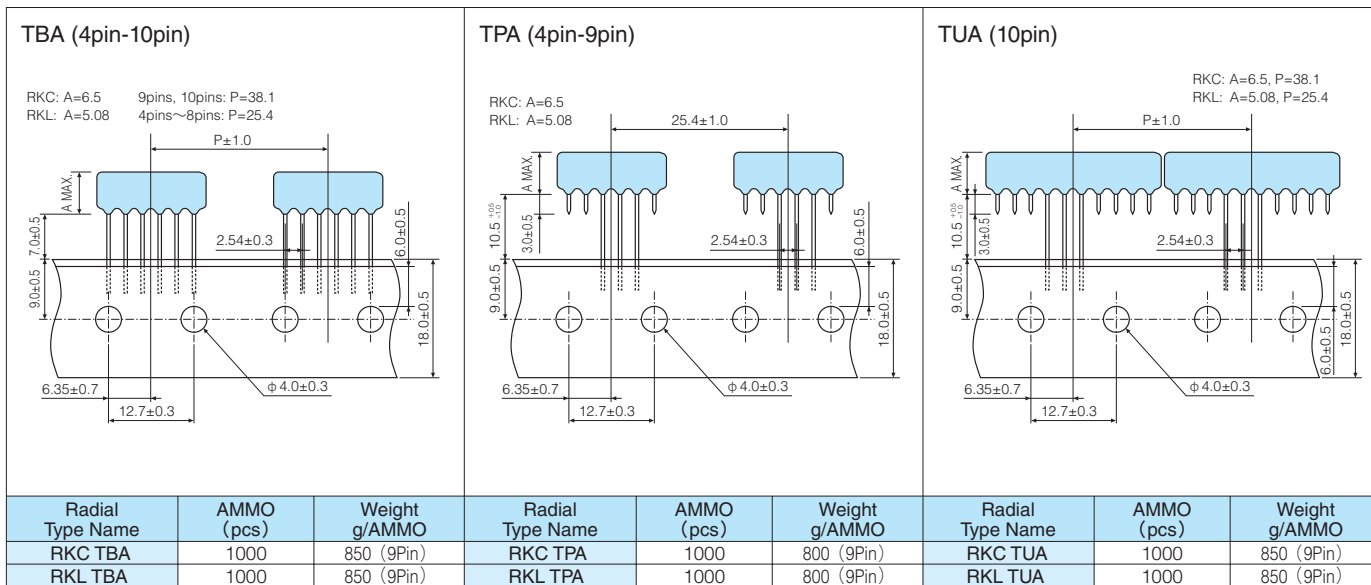 TBA (4pin-10pin)
RKC: A=6.5 9pins, 10pins: P=38.1
RKL: A=5.08 4pins～8pins: P=25.4
P±1.0
A MAX.
7.0±0.5
9.0±0.5
2.54±0.3
6.0±0.5
18.0±0.5
6.35±0.7
12.7±0.3
φ4.0±0.3
TPA (4pin-9pin)
RKC: A=6.5
RKL: A=5.08
25.4±1.0
A MAX.
10.5 +0.5 -1.0
3.0±0.5
9.0±0.5
2.54±0.3
6.0±0.5
18.0±0.5
6.35±0.7
12.7±0.3
φ4.0±0.3
TUA (10pin)
RKC: A=6.5, P=38.1
RKL: A=5.08, P=25.4
P±1.0
A MAX.
10.5 +0.5 -1.0
3.0±0.5
9.0±0.5
2.54±0.3
6.0±0.5
18.0±0.5
6.35±0.7
12.7±0.3
φ4.0±0.3
Radial Type Name AMMO (pcs) Weight g/AMMO
RKC TBA 1000 850 (9Pin)
RKL TBA 1000 850 (9Pin)
Radial Type Name AMMO (pcs) Weight g/AMMO
RKC TPA 1000 800 (9Pin)
RKL TPA 1000 800 (9Pin)
Radial Type Name AMMO (pcs) Weight g/AMMO
RKC TUA 1000 850 (9Pin)
RKL TUA 1000 850 (9Pin)